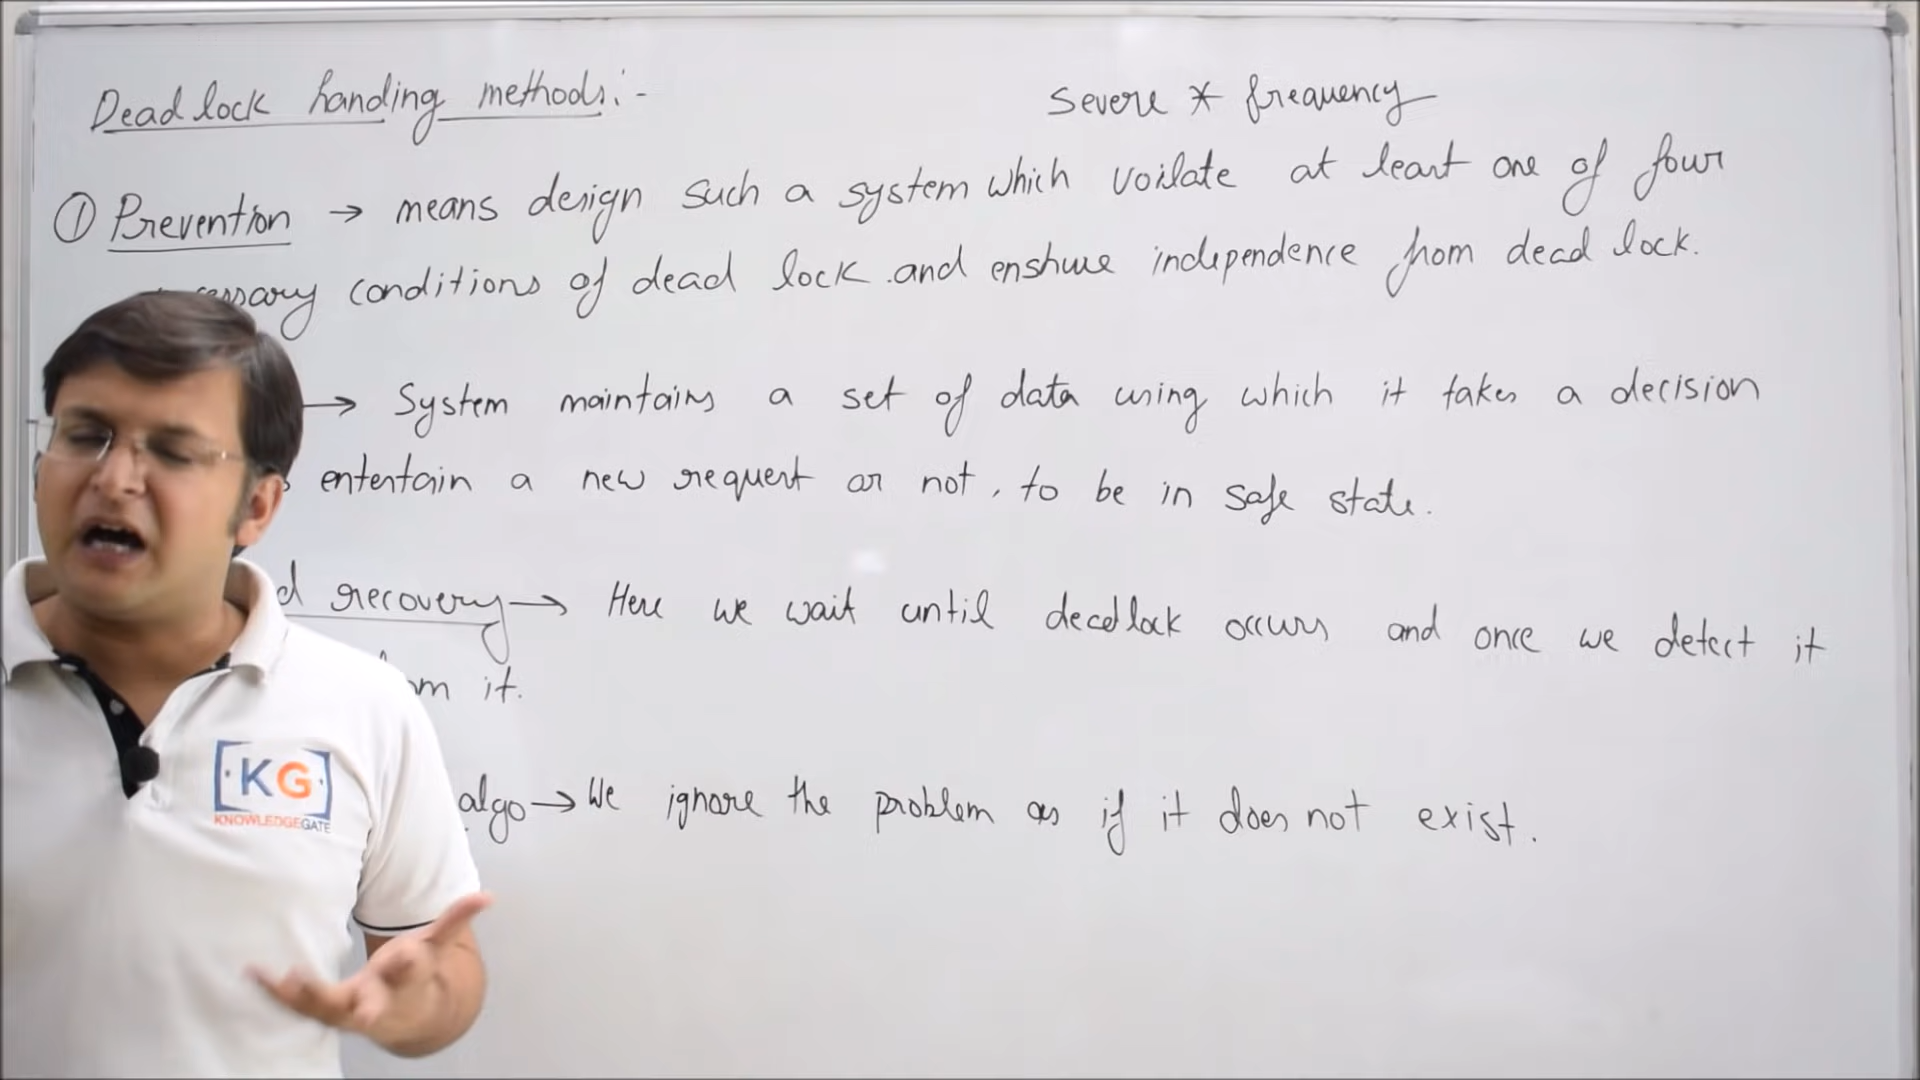 Dead lock handing methods:-
Severe * frequency
① Prevention → means design such a system which voilate at least one of four
conditions of dead lock and enshure independence from dead lock.
→ System maintains a set of data using which it takes a decision
entertain a new request or not, to be in safe state.
recovery → Here we wait until decedlock occurs and once we detect it
it.
algo → We ignore the problem as if it does not exist.
KG
KNOWLEDGEGATE